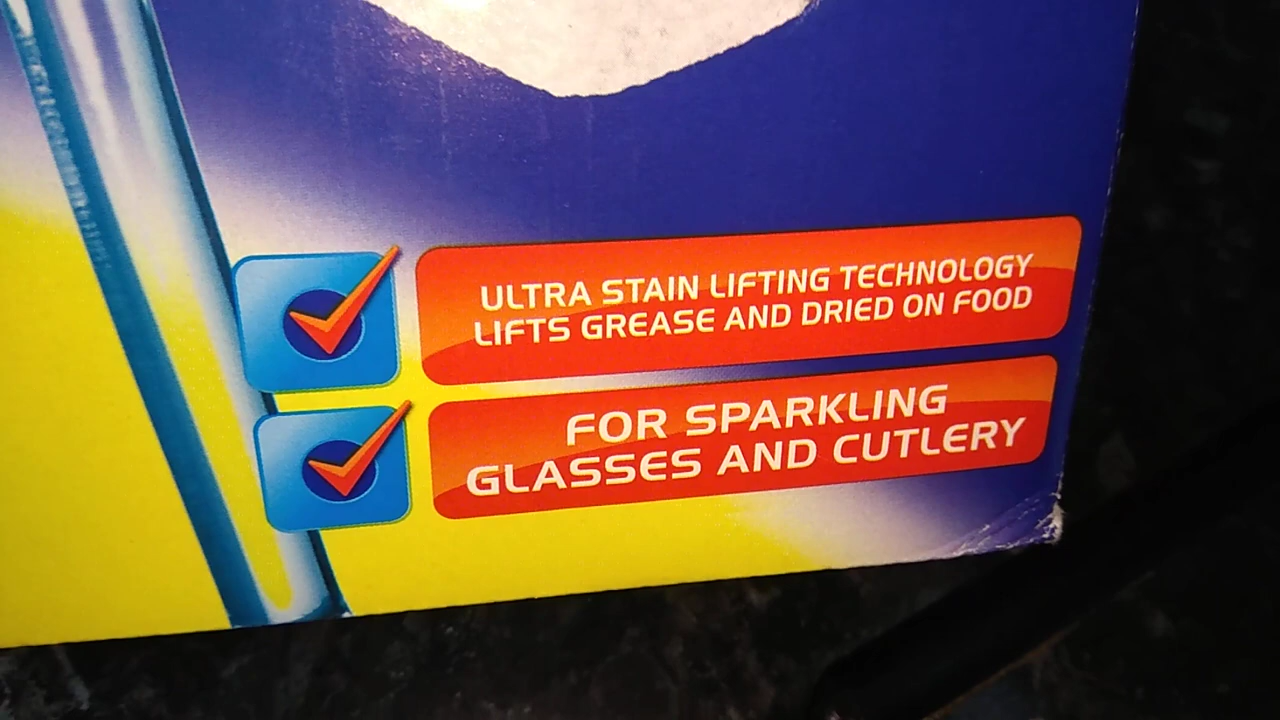 ULTRA STAIN LIFTING TECHNOLOGY
LIFTS GREASE AND DRIED ON FOOD
FOR SPARKLING
GLASSES AND CUTLERY